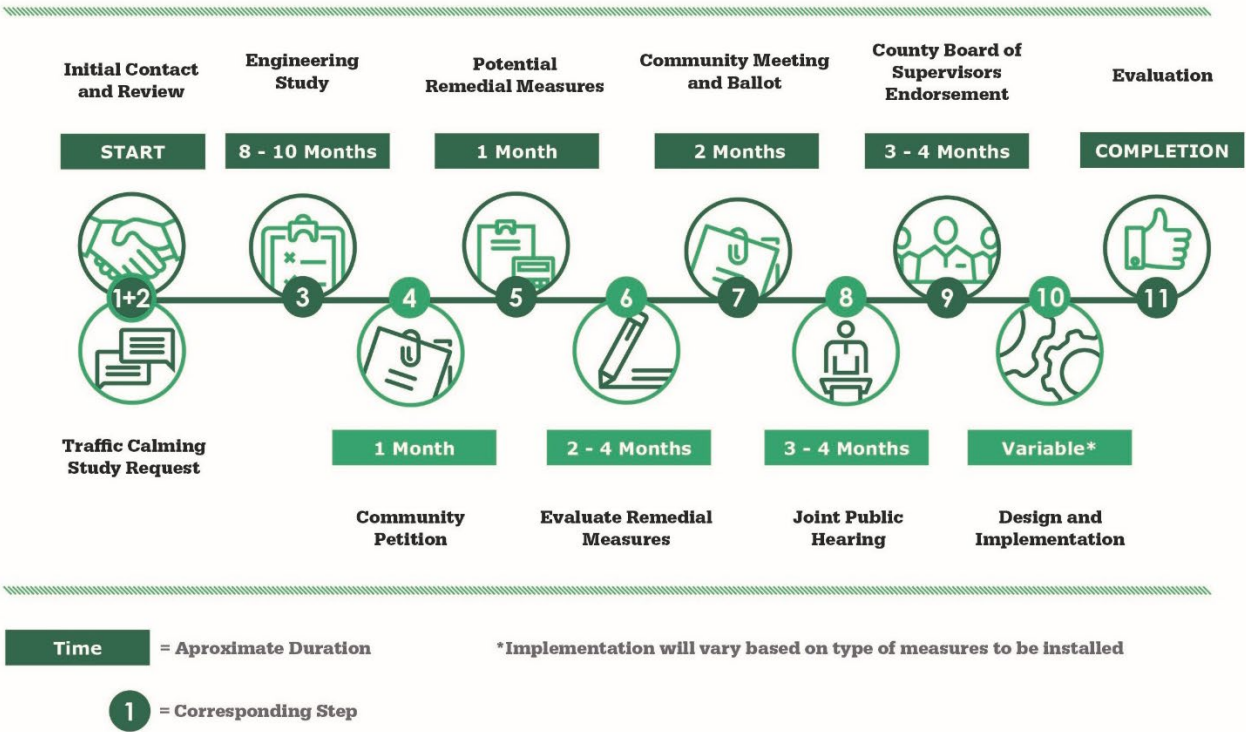 Initial Contact
and Review
START
1+2
Traffic Calming
Study Request
Engineering
Study
8 - 10 Months
3
4
1 Month
Community
Petition
Potential
Remedial Measures
1 Month
5
6
2 - 4 Months
Evaluate Remedial
Measures
Community Meeting
and Ballot
2 Months
7
8
3 - 4 Months
Joint Public
Hearing
County Board of
Supervisors
Endorsement
3 - 4 Months
9
10
Variable*
Design and
Implementation
Evaluation
COMPLETION
11
Time = Aproximate Duration
*Implementation will vary based on type of measures to be installed
1 = Corresponding Step